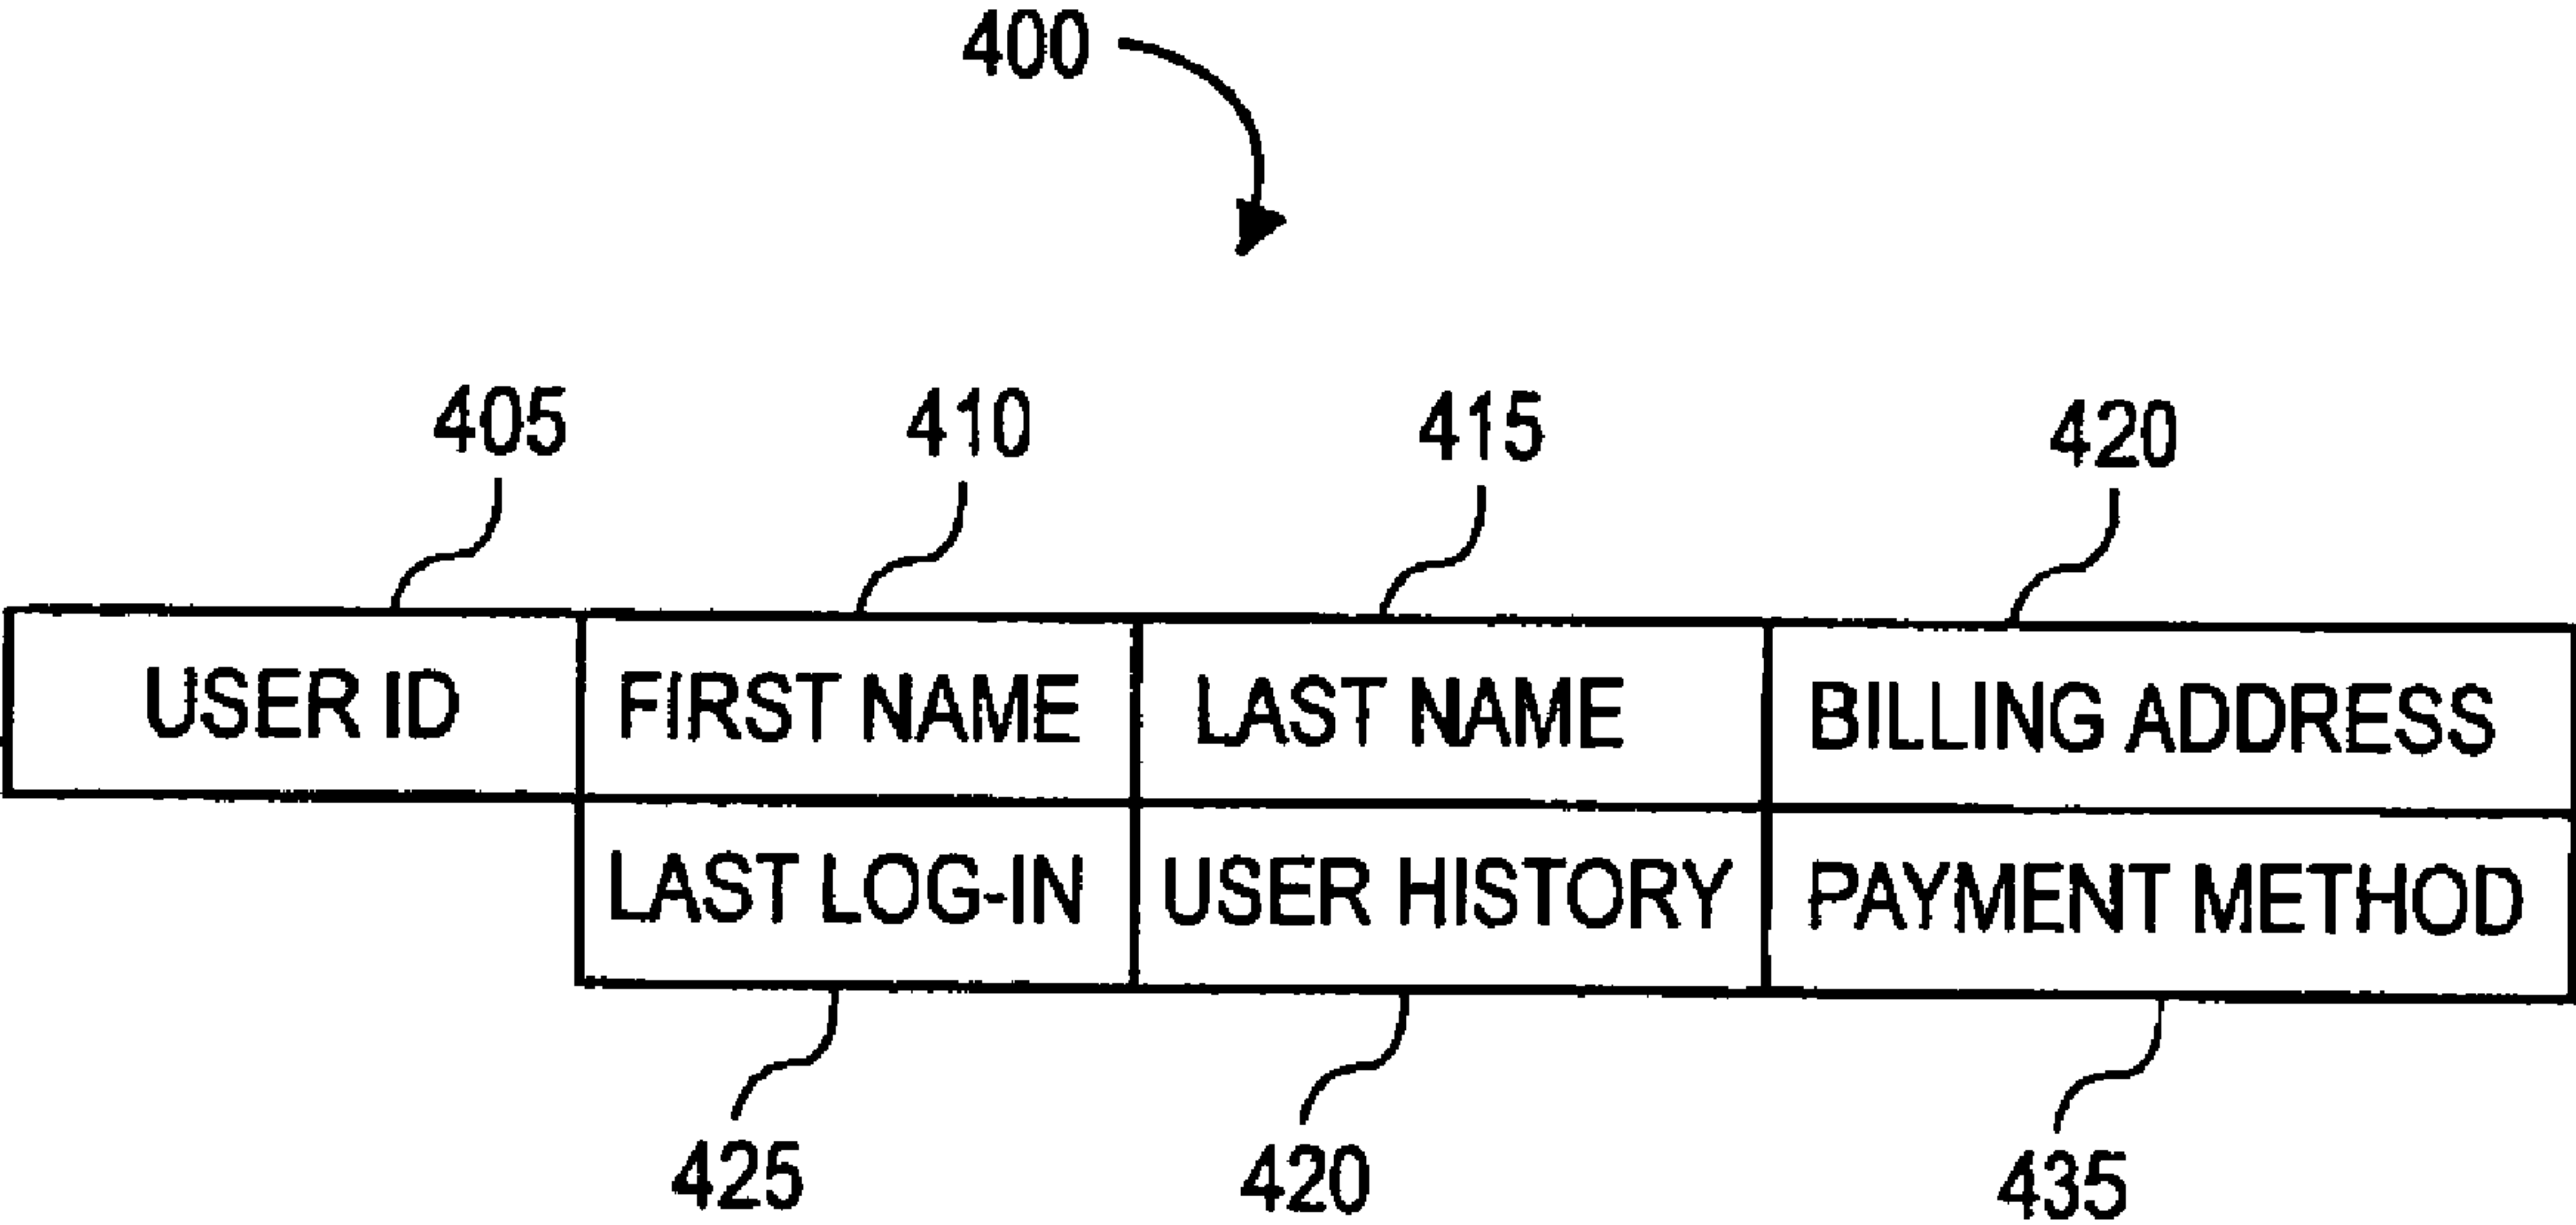 400
405 410 415 420
USER ID FIRST NAME LAST NAME BILLING ADDRESS
LAST LOG-IN USER HISTORY PAYMENT METHOD
425 420 435